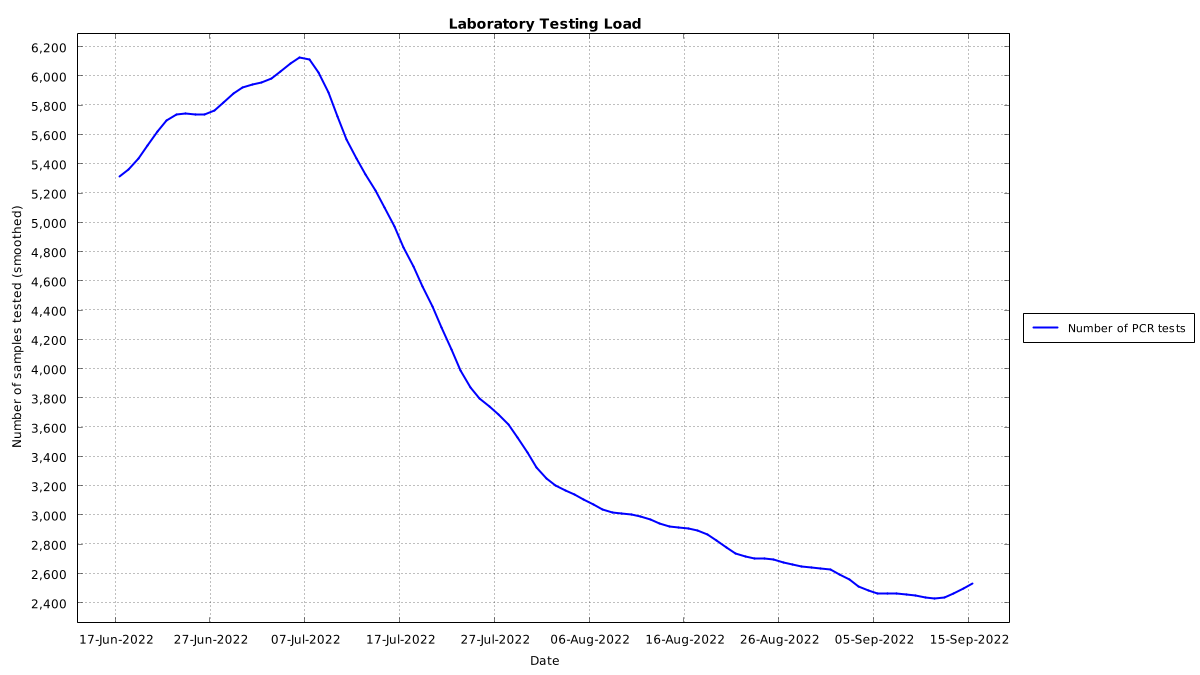 Laboratory Testing Load
Number of samples tested (smoothed)
6,200
6,000
5,800
5,600
5,400
5,200
5,000
4,800
4,600
4,400
4,200
4,000
3,800
3,600
3,400
3,200
3,000
2,800
2,600
2,400
17-Jun-2022
27-Jun-2022
07-Jul-2022
17-Jul-2022
27-Jul-2022
06-Aug-2022
16-Aug-2022
26-Aug-2022
05-Sep-2022
15-Sep-2022
Date
Number of PCR tests